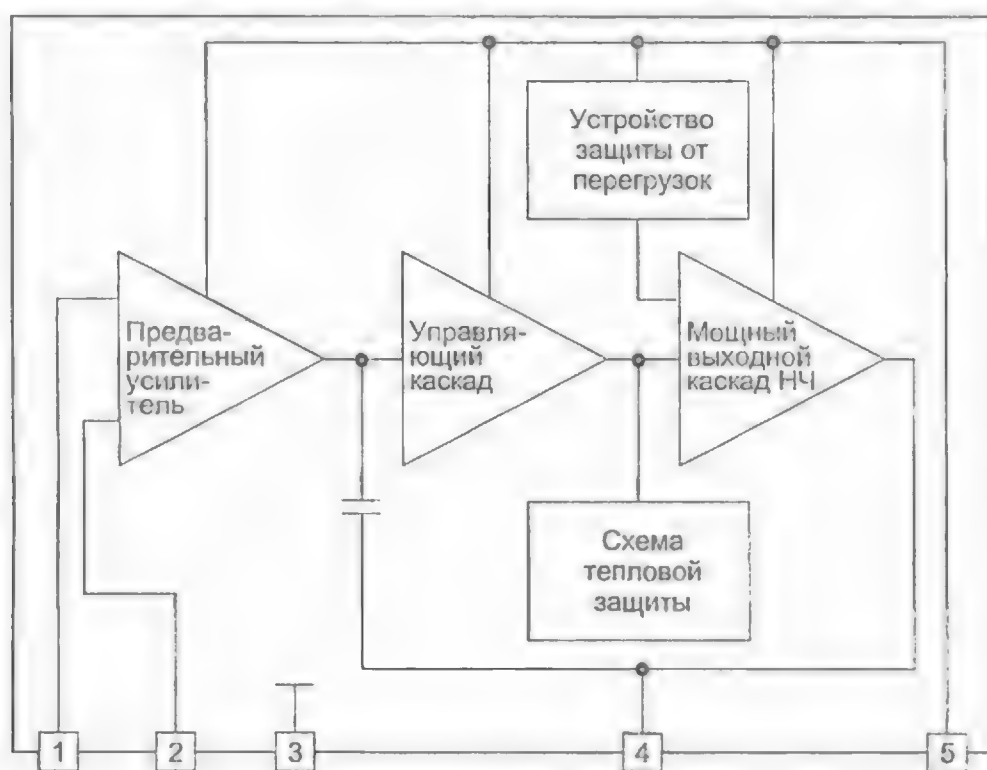 Устройство
защиты от
перегрузок
Предва-
рительный
усили-
тель
Управля-
ющий
каскад
Мощный
выходной
каскад НЧ
Схема
тепловой
защиты
1
2
3
4
5